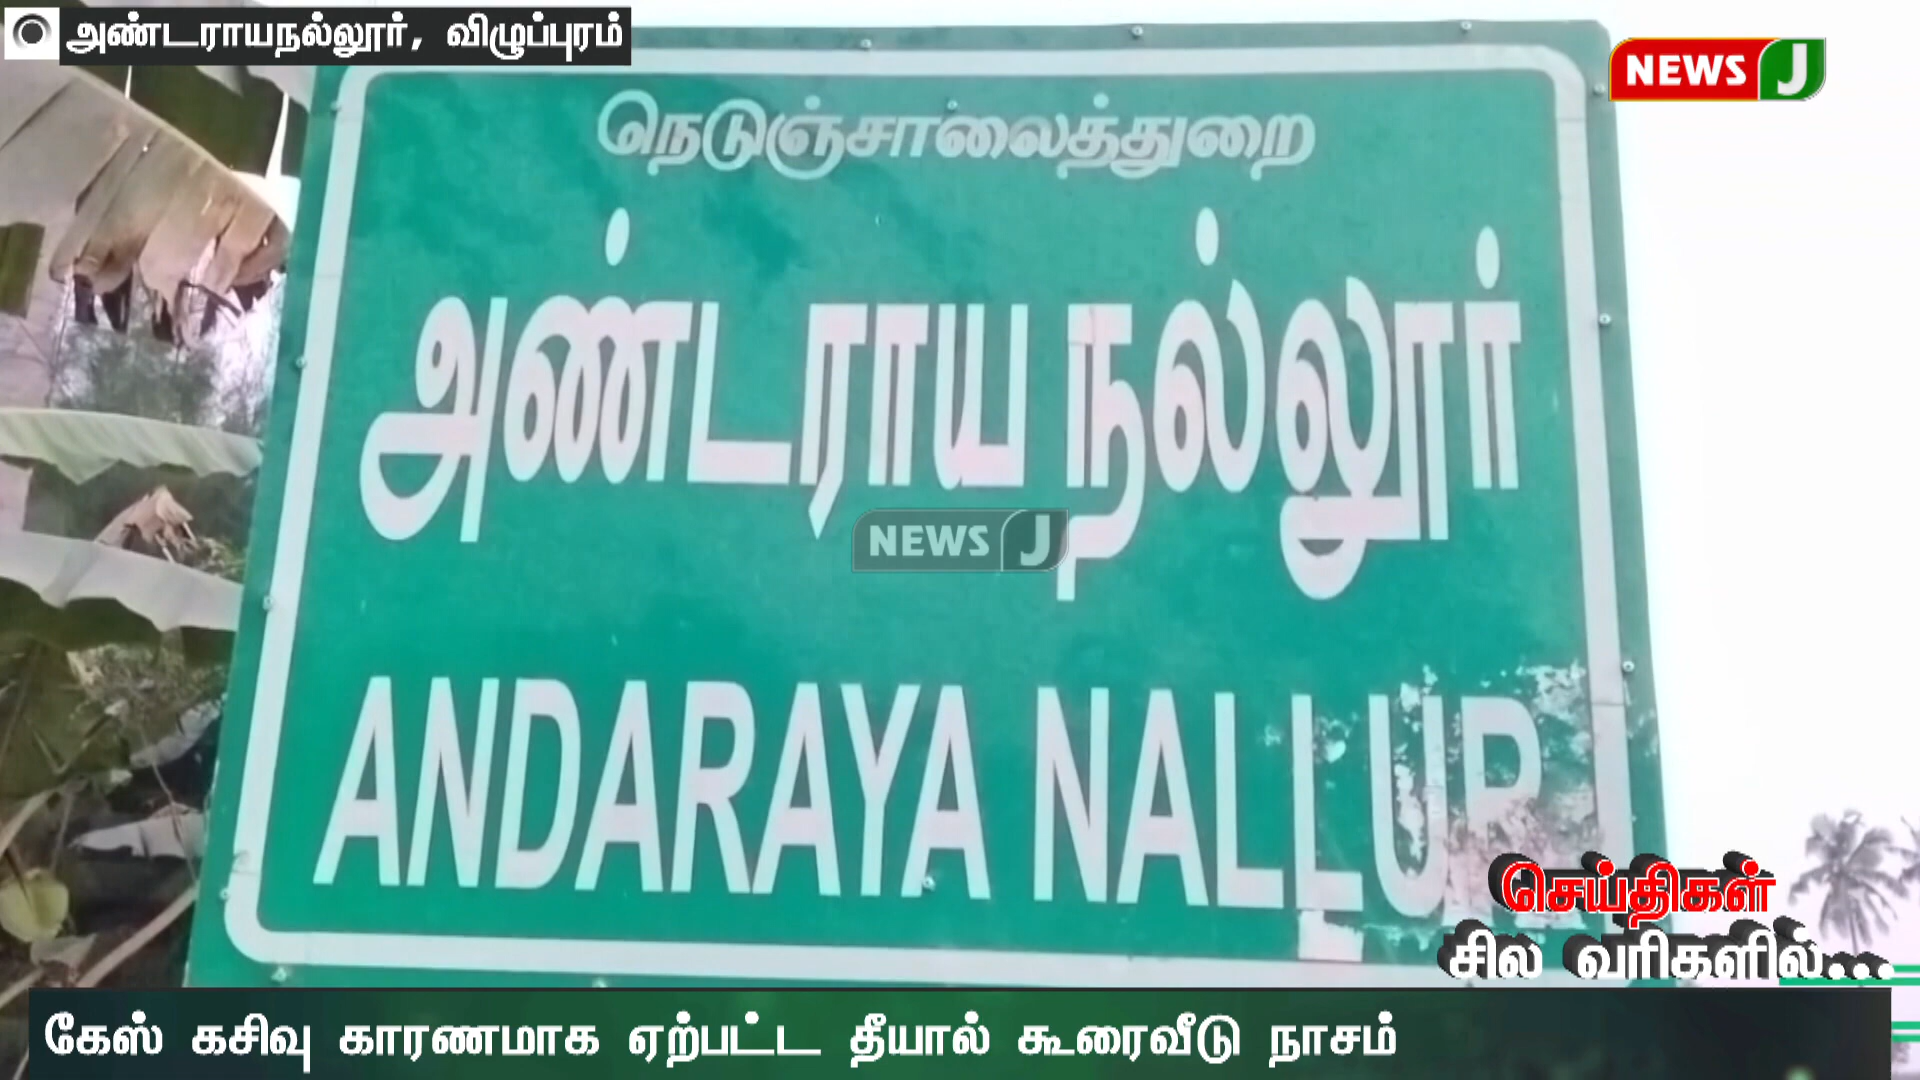 அண்டராயநல்லூர், விழுப்புரம்
NEWS J
நெடுஞ்சாலைத்துறை
அண்டராய நல்லூர்
NEWS J
ANDARAYA NALLUR
செய்திகள்
சில வரிகளில்...
கேஸ் கசிவு காரணமாக ஏற்பட்ட தீயால் கூரைவீடு நாசம்